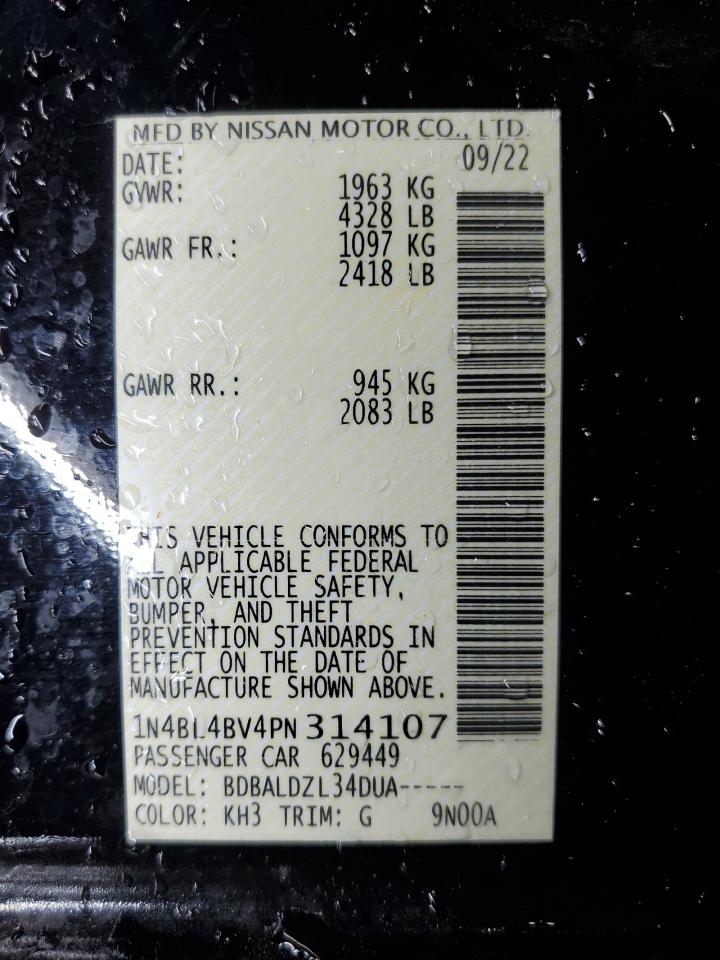 MFD BY NISSAN MOTOR CO., LTD.
DATE: 09/22
GVWR: 1963 KG
4328 LB
GAWR FR.: 1097 KG
2418 LB
GAWR RR.: 945 KG
2083 LB
THIS VEHICLE CONFORMS TO
ALL APPLICABLE FEDERAL
MOTOR VEHICLE SAFETY,
BUMPER, AND THEFT
PREVENTION STANDARDS IN
EFFECT ON THE DATE OF
MANUFACTURE SHOWN ABOVE.
1N4BL4BV4PN314107
PASSENGER CAR 629449
MODEL: BDBALDZL34DUA-----
COLOR: KH3 TRIM: G 9N00A